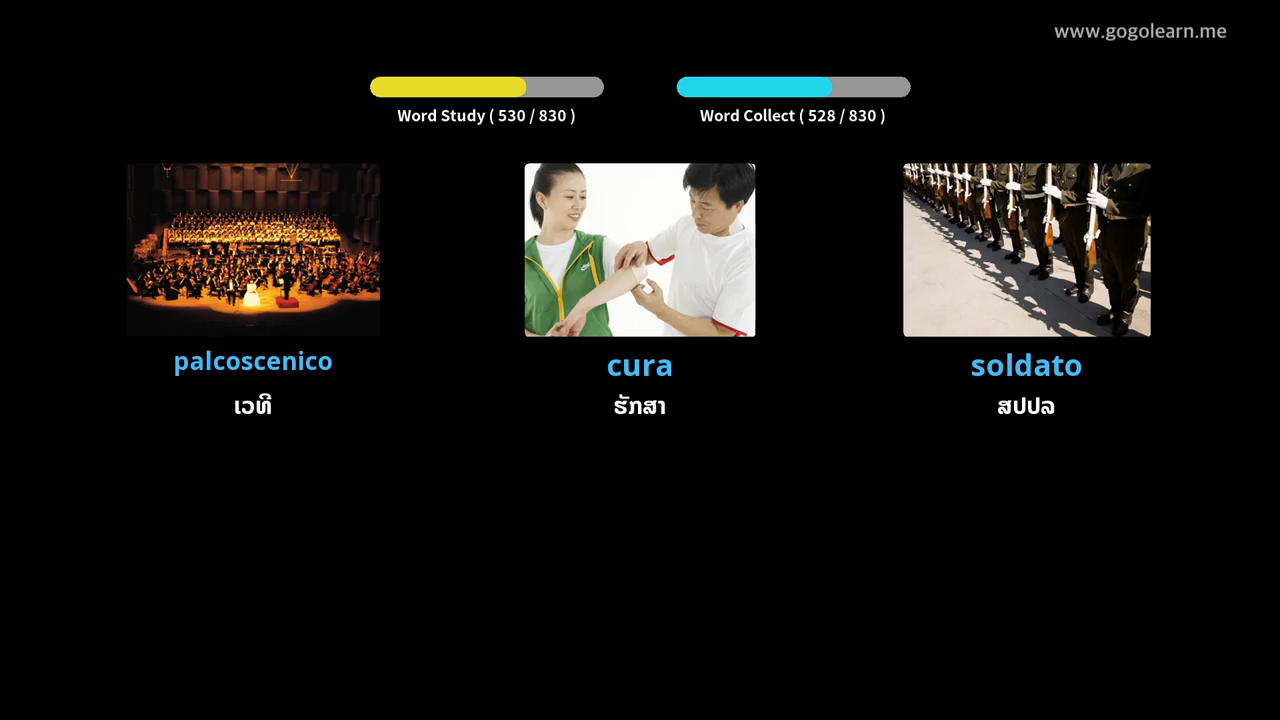 www.gogolearn.me
Word Study ( 530 / 830 )
Word Collect ( 528 / 830 )
palcoscenico
cura
soldato
ເວທີ
ຮັກສາ
ສປປລ